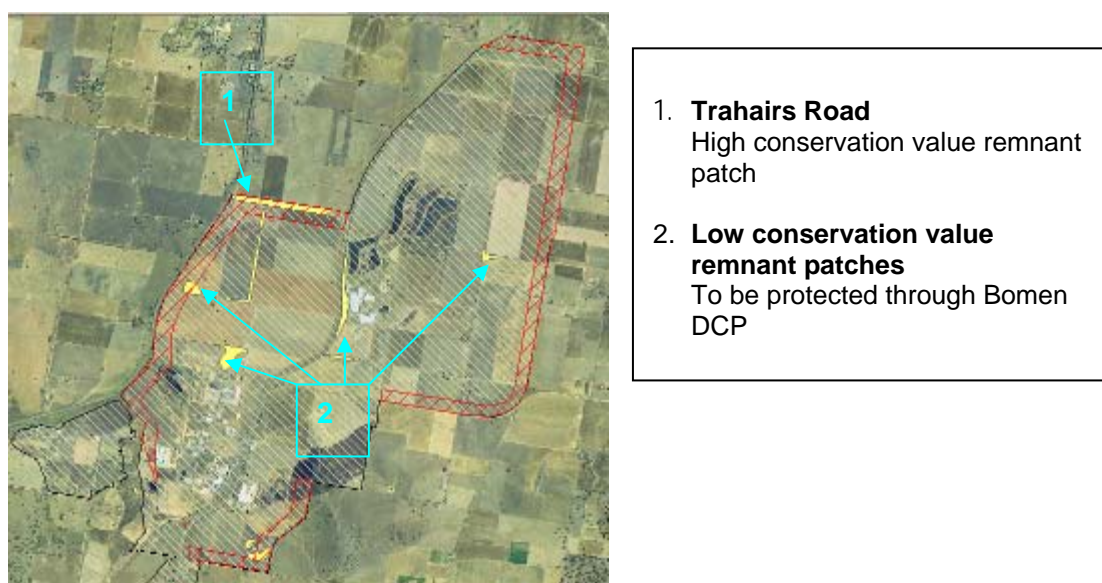 1
2
1. Trahairs Road
High conservation value remnant
patch
2. Low conservation value
remnant patches
To be protected through Bomen
DCP